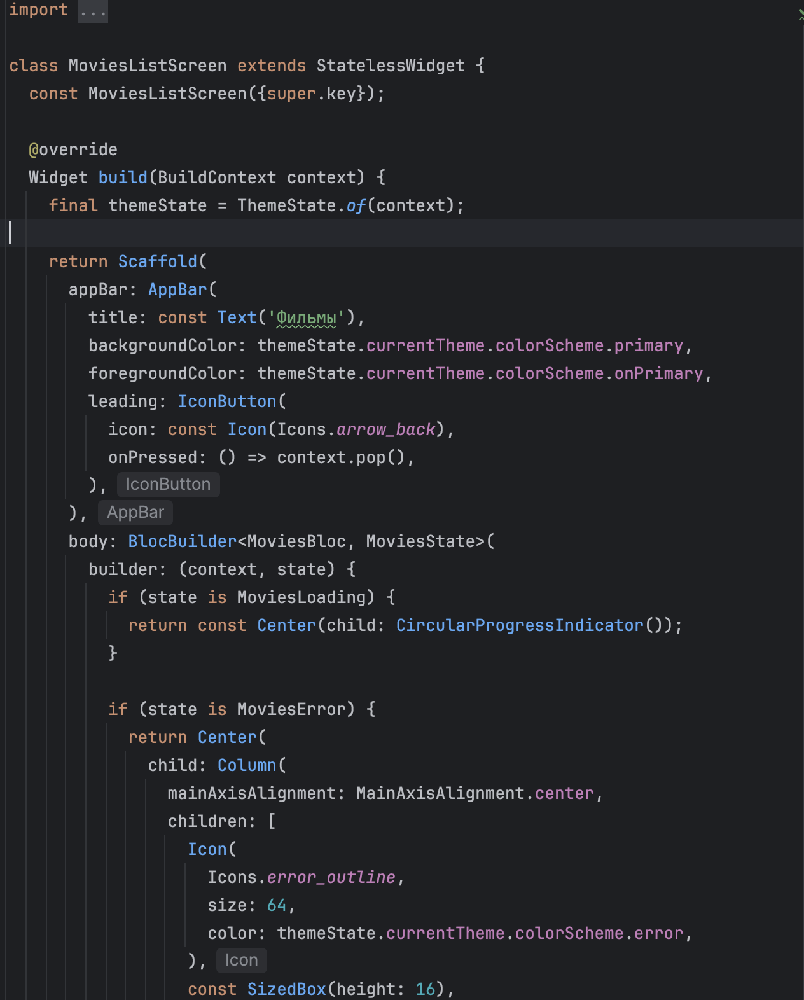 import ...
class MoviesListScreen extends StatelessWidget {
const MoviesListScreen({super.key});
@override
Widget build(BuildContext context) {
final themeState = ThemeState.of(context);
return Scaffold(
appBar: AppBar(
title: const Text('Фильмы'),
backgroundColor: themeState.currentTheme.colorScheme.primary,
foregroundColor: themeState.currentTheme.colorScheme.onPrimary,
leading: IconButton(
icon: const Icon(Icons.arrow_back),
onPressed: () => context.pop(),
), IconButton
), AppBar
body: BlocBuilder<MoviesBloc, MoviesState>(
builder: (context, state) {
if (state is MoviesLoading) {
return const Center(child: CircularProgressIndicator());
}
if (state is MoviesError) {
return Center(
child: Column(
mainAxisAlignment: MainAxisAlignment.center,
children: [
Icon(
Icons.error_outline,
size: 64,
color: themeState.currentTheme.colorScheme.error,
), Icon
const SizedBox(height: 16),